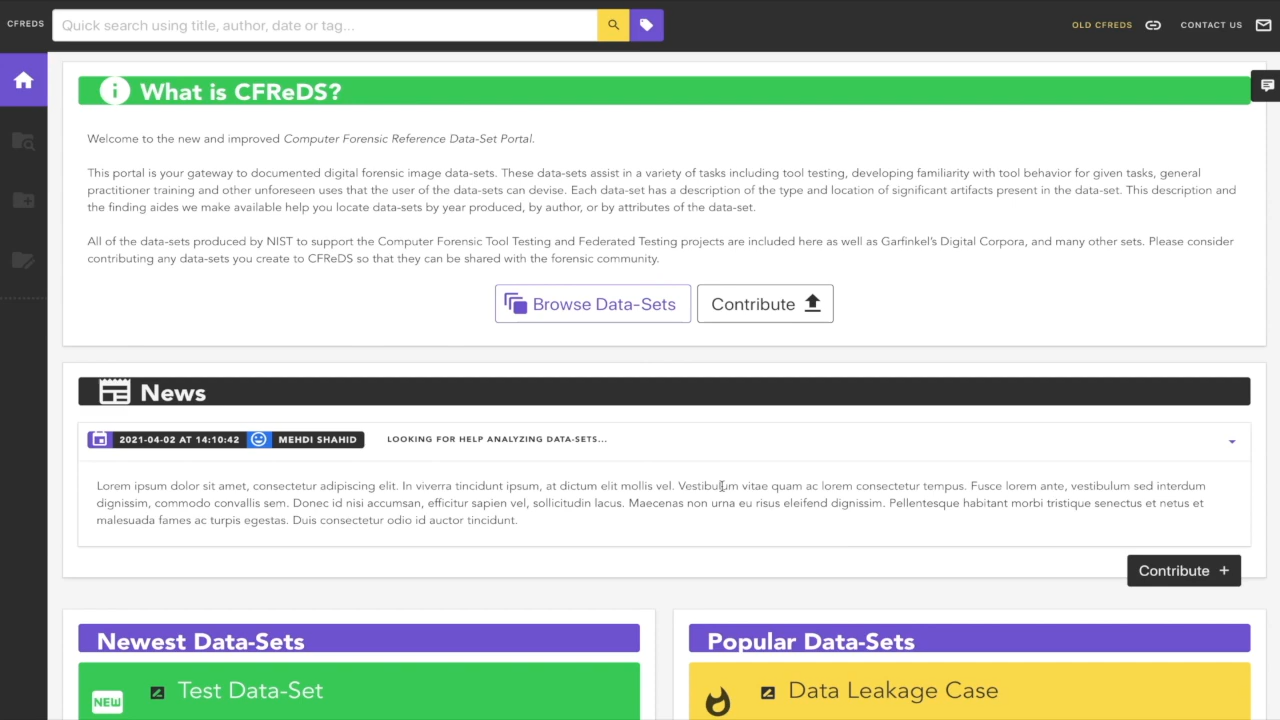 CFREDS
Quick search using title, author, date or tag...
OLD CFREDS
CONTACT US
What is CFReDS?
Welcome to the new and improved Computer Forensic Reference Data-Set Portal.
This portal is your gateway to documented digital forensic image data-sets. These data-sets assist in a variety of tasks including tool testing, developing familiarity with tool behavior for given tasks, general
practitioner training and other unforeseen uses that the user of the data-sets can devise. Each data-set has a description of the type and location of significant artifacts present in the data-set. This description and
the finding aides we make available help you locate data-sets by year produced, by author, or by attributes of the data-set.
All of the data-sets produced by NIST to support the Computer Forensic Tool Testing and Federated Testing projects are included here as well as Garfinkel's Digital Corpora, and many other sets. Please consider
contributing any data-sets you create to CFReDS so that they can be shared with the forensic community.
Browse Data-Sets
Contribute
News
2021-04-02 AT 14:10:42
MEHDI SHAHID
LOOKING FOR HELP ANALYZING DATA-SETS...
Lorem ipsum dolor sit amet, consectetur adipiscing elit. In viverra tincidunt ipsum, at dictum elit mollis vel. Vestibulum vitae quam ac lorem consectetur tempus. Fusce lorem ante, vestibulum sed interdum
dignissim, commodo convallis sem. Donec id nisi accumsan, efficitur sapien vel, sollicitudin lacus. Maecenas non urna eu risus eleifend dignissim. Pellentesque habitant morbi tristique senectus et netus et
malesuada fames ac turpis egestas. Duis consectetur odio id auctor tincidunt.
Contribute +
Newest Data-Sets
Popular Data-Sets
NEW
Test Data-Set
Data Leakage Case